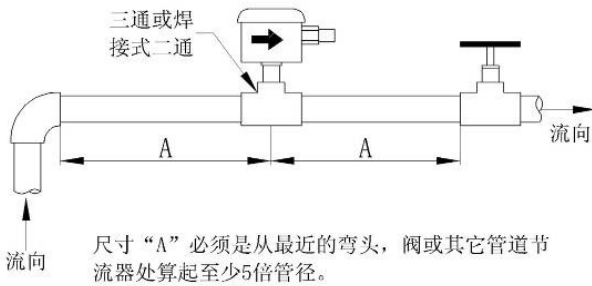 三通或焊
接式二通
A
A
流向
流向
尺寸“A”必须是从最近的弯头，阀或其它管道节
流器处算起至少5倍管径。